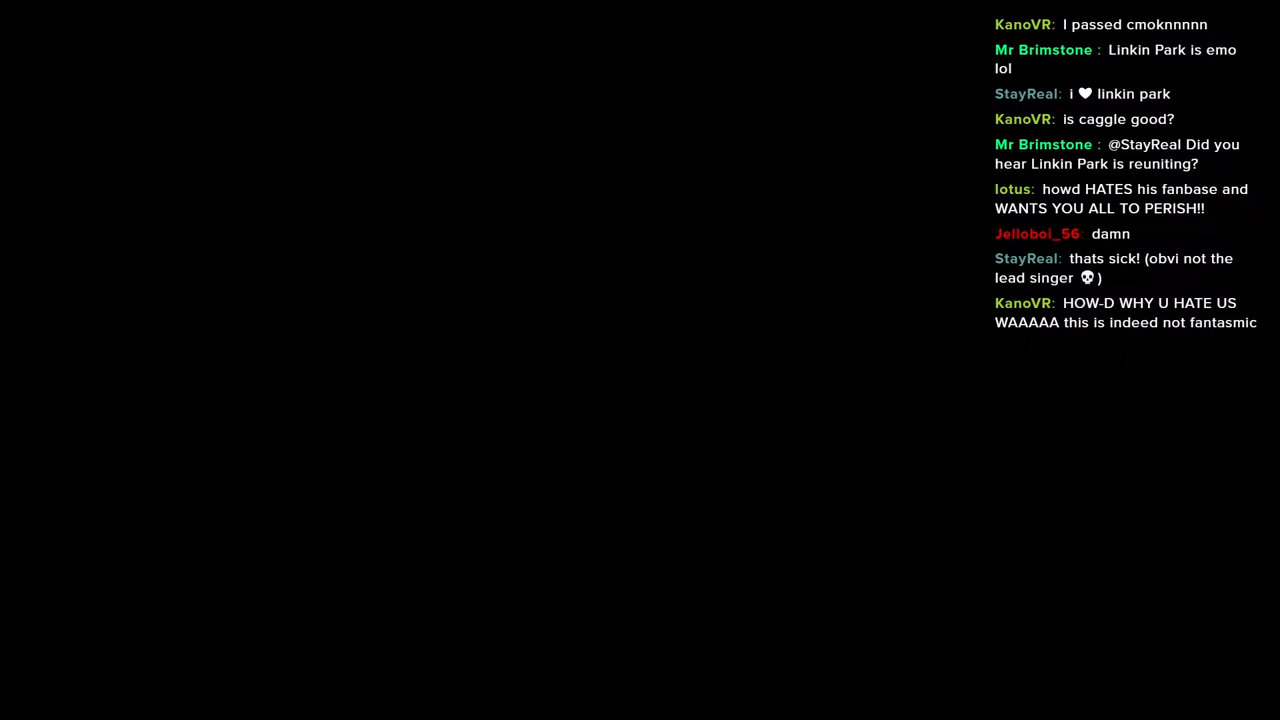 KanoVR: I passed cmoknnnnn
Mr Brimstone : Linkin Park is emo
lol
StayReal: i 🖤 linkin park
KanoVR: is caggle good?
Mr Brimstone : @StayReal Did you
hear Linkin Park is reuniting?
lotus: howd HATES his fanbase and
WANTS YOU ALL TO PERISH!!
Jelloboi_56: damn
StayReal: thats sick! (obvi not the
lead singer 💀)
KanoVR: HOW-D WHY U HATE US
WAAAAA this is indeed not fantasmic